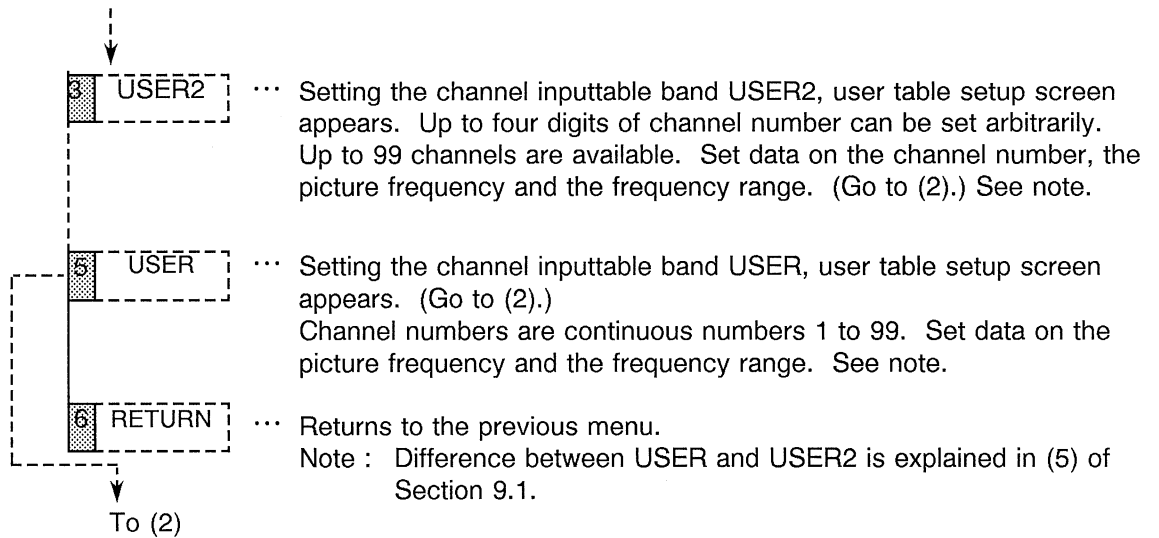 3 USER2 ··· Setting the channel inputtable band USER2, user table setup screen
appears. Up to four digits of channel number can be set arbitrarily.
Up to 99 channels are available. Set data on the channel number, the
picture frequency and the frequency range. (Go to (2).) See note.
5 USER ··· Setting the channel inputtable band USER, user table setup screen
appears. (Go to (2).)
Channel numbers are continuous numbers 1 to 99. Set data on the
picture frequency and the frequency range. See note.
6 RETURN ··· Returns to the previous menu.
Note : Difference between USER and USER2 is explained in (5) of
Section 9.1.
To (2)